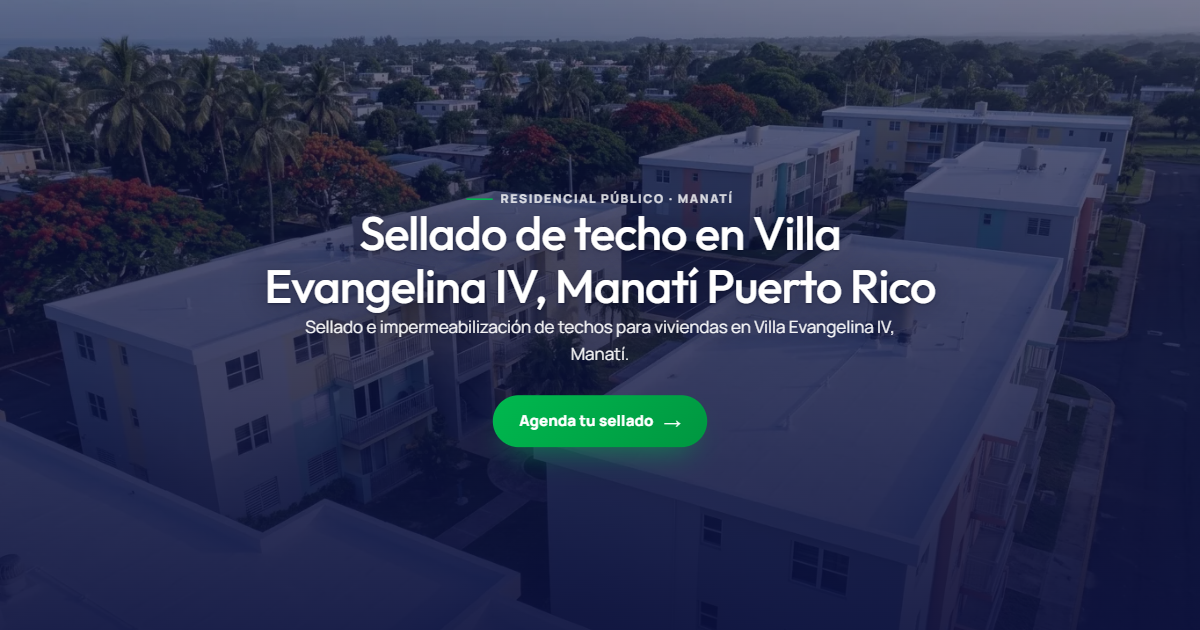 RESIDENCIAL PÚBLICO · MANATÍ
Sellado de techo en Villa
Evangelina IV, Manatí Puerto Rico
Sellado e impermeabilización de techos para viviendas en Villa Evangelina IV,
Manatí.
Agenda tu sellado →